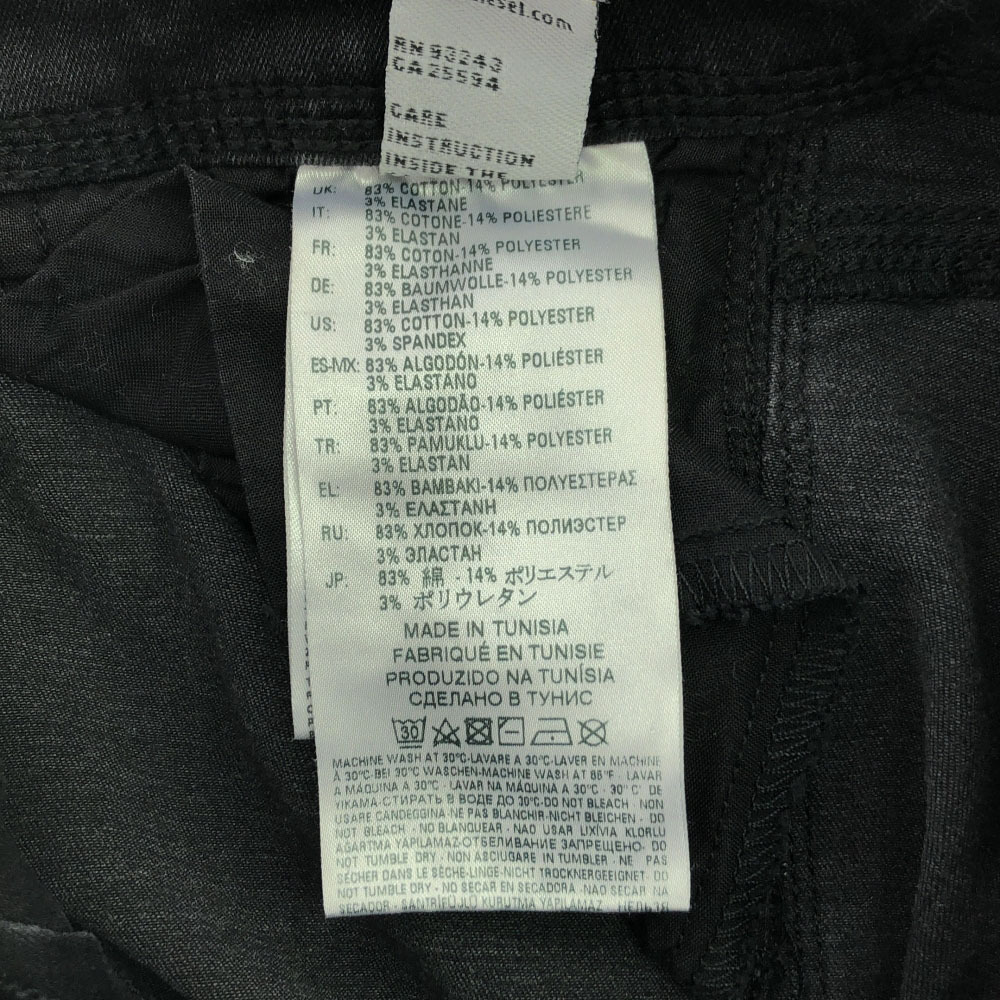 esel.com
RN 93243
CA 25594
CARE
INSTRUCTION
INSIDE THE
UK: 83% COTTON-14% POLYESTER
3% ELASTANE
IT: 83% COTONE-14% POLIESTERE
3% ELASTAN
FR: 83% COTON-14% POLYESTER
3% ELASTHANNE
DE: 83% BAUMWOLLE-14% POLYESTER
3% ELASTHAN
US: 83% COTTON-14% POLYESTER
3% SPANDEX
ES-MX: 83% ALGODÓN-14% POLIÉSTER
3% ELASTANO
PT: 83% ALGODÃO-14% POLIÉSTER
3% ELASTANO
TR: 83% PAMUKLU-14% POLYESTER
3% ELASTAN
EL: 83% ΒΑΜΒΑΚΙ-14% ΠΟΛΥΕΣΤΕΡΑΣ
3% ΕΛΑΣΤΑΝΗ
RU: 83% ХЛОПОК-14% ПОЛИЭСТЕР
3% ЭЛАСТАН
JP: 83% 綿 - 14% ポリエステル
3% ポリウレタン
MADE IN TUNISIA
FABRIQUÉ EN TUNISIE
PRODUZIDO NA TUNÍSIA
СДЕЛАНО В ТУНИС
30
MACHINE WASH AT 30°C-LAVARE A 30°C-LAVER EN MACHINE
À 30°C-BEI 30°C WASCHEN-MACHINE WASH AT 86°F - LAVAR
A MÁQUINA A 30°C - LAVAR NA MÁQUINA A 30°C - 30° C' DE
YIKAMA-СТИРАТЬ В ВОДЕ ДО 30°C-DO NOT BLEACH - NON
USARE CANDEGGINA-NE PAS BLANCHIR-NICHT BLEICHEN - DO
NOT BLEACH - NO BLANQUEAR - NAO USAR LIXÍVIA KLORLU
AĞARTMA YAPILAMAZ-ОТБЕЛИВАНИЕ ЗАПРЕЩЕНО- DO
NOT TUMBLE DRY - NON ASCIUGARE IN TUMBLER - NE PAS
SÉCHER DANS LE SÈCHE-LINGE-NICHT TROCKNERGEEIGNET- DO
NOT TUMBLE DRY - NO SECAR EN SECADORA -NAO SECAR NA
SECADOR - SANTRİFÜJLÜ KURUTMA YAPILAMAZ НЕЛЬЗЯ